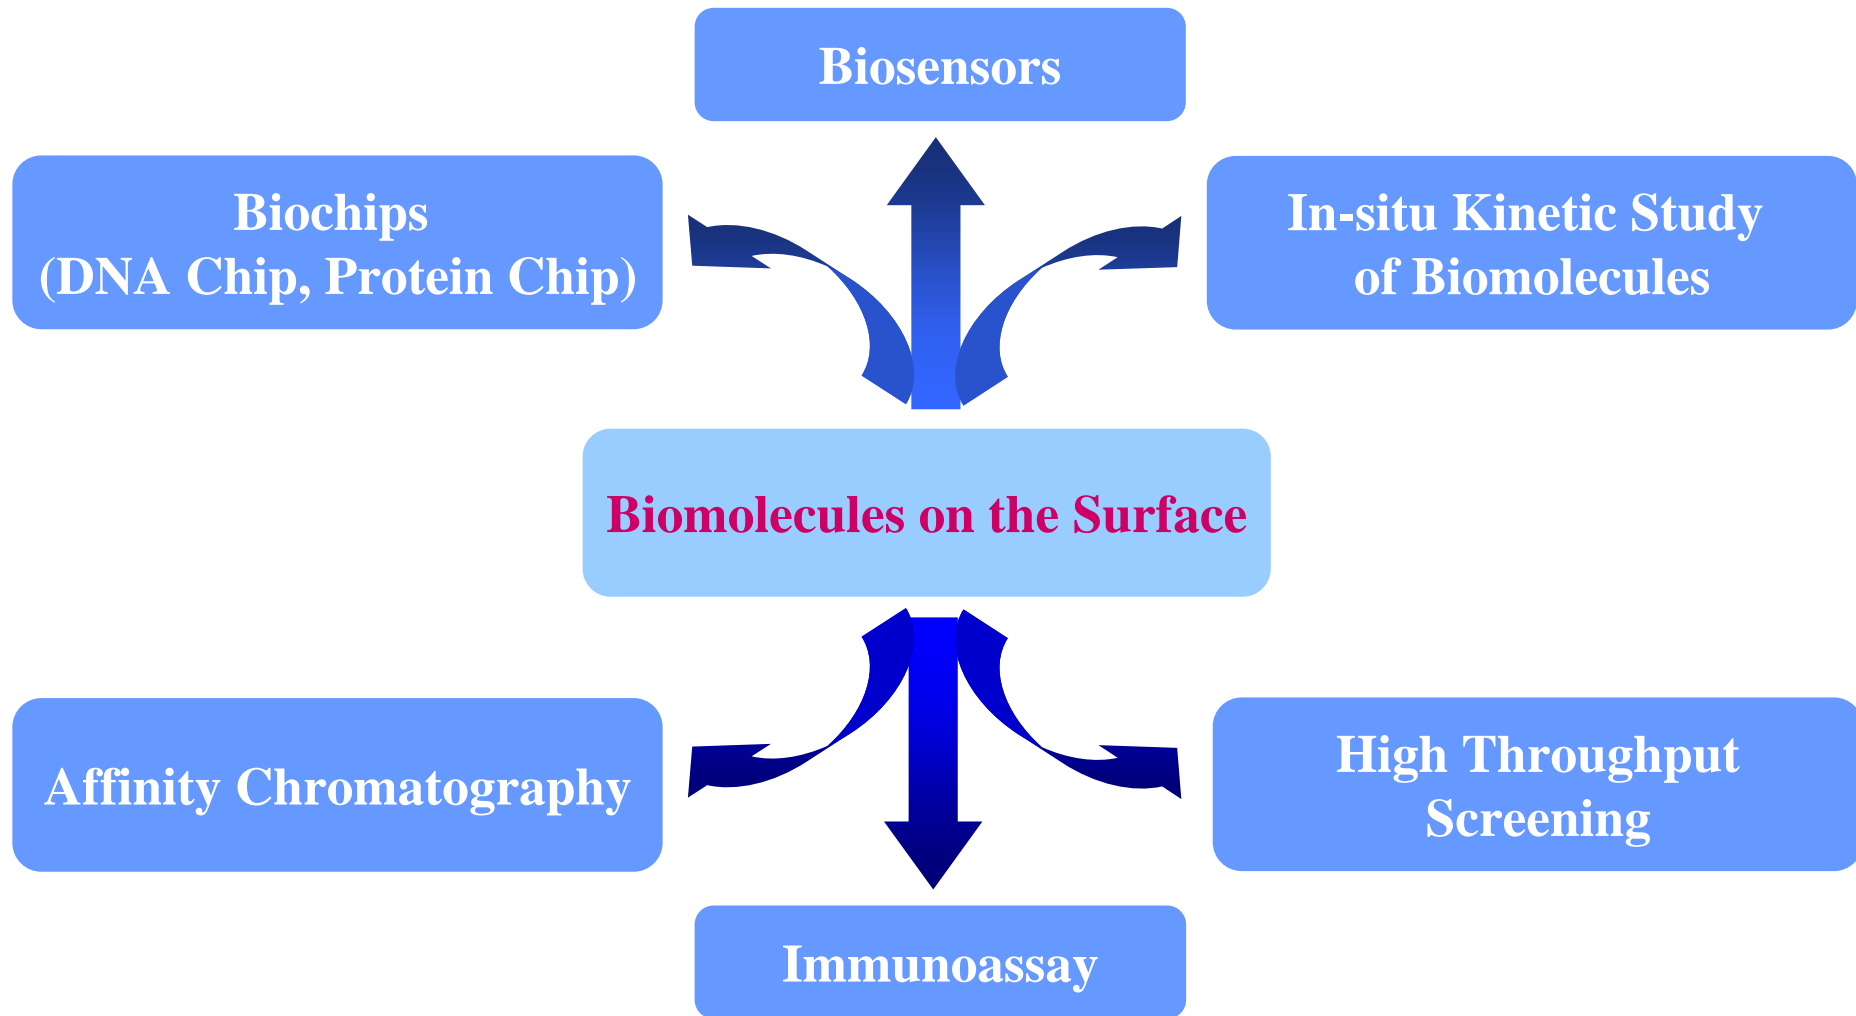 Biosensors
Biochips
(DNA Chip, Protein Chip)
In-situ Kinetic Study
of Biomolecules
Biomolecules on the Surface
Affinity Chromatography
High Throughput
Screening
Immunoassay